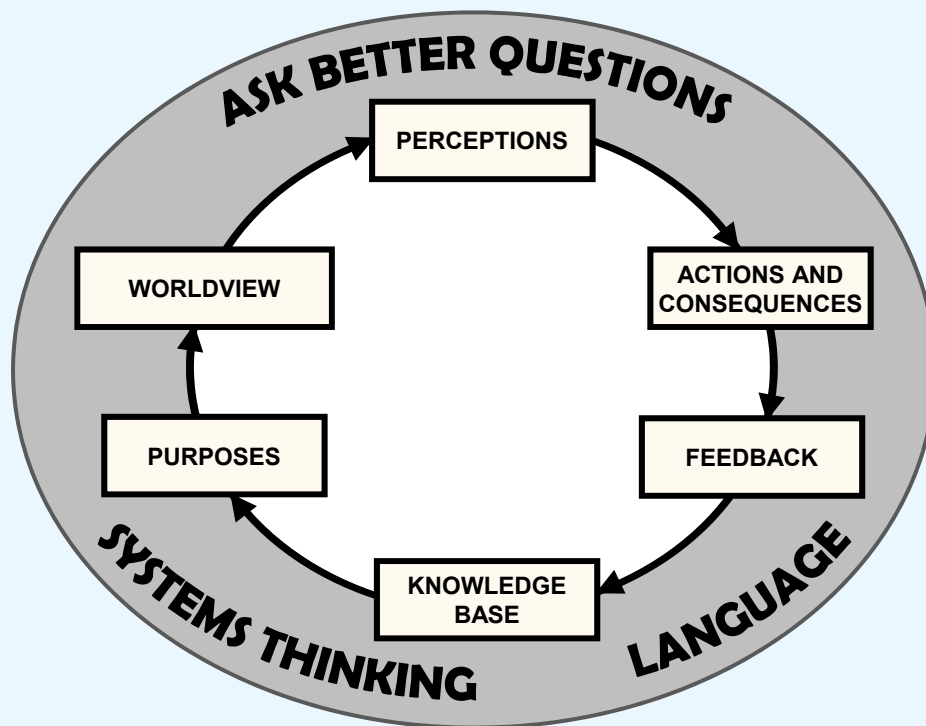 ASK BETTER QUESTIONS
PERCEPTIONS
WORLDVIEW
ACTIONS AND
CONSEQUENCES
PURPOSES
FEEDBACK
KNOWLEDGE
BASE
SYSTEMS THINKING
LANGUAGE